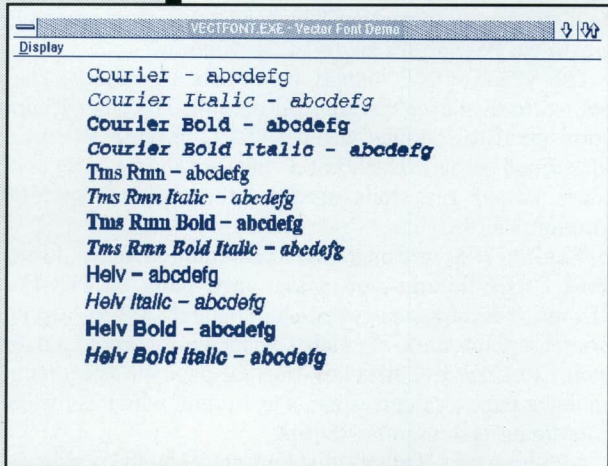 VECTFONT.EXE - Vector Font Demo
Display
Courier - abcdefg
Courier Italic - abcdefg
Courier Bold - abcdefg
Courier Bold Italic - abcdefg
Tms Rmn - abcdefg
Tms Rmn Italic - abcdefg
Tms Rmn Bold - abcdefg
Tms Rmn Bold Italic - abcdefg
Helv - abcdefg
Helv Italic - abcdefg
Helv Bold - abcdefg
Helv Bold Italic - abcdefg